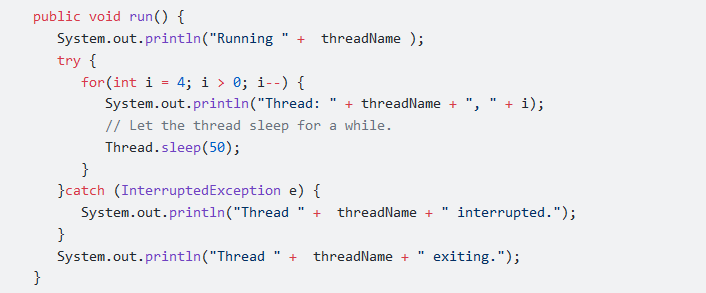 public void run() {
System.out.println("Running " +  threadName );
try {
for(int i = 4; i > 0; i--) {
System.out.println("Thread: " + threadName + ", " + i);
// Let the thread sleep for a while.
Thread.sleep(50);
}
}catch (InterruptedException e) {
System.out.println("Thread " +  threadName + " interrupted.");
}
System.out.println("Thread " +  threadName + " exiting.");
}